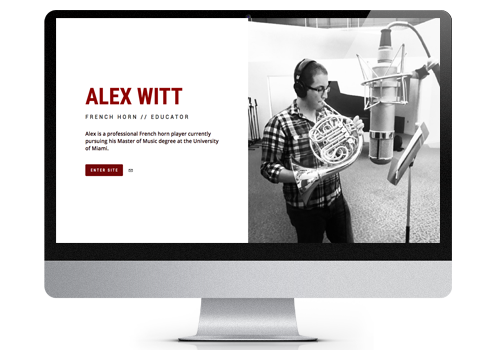 ALEX WITT
FRENCH HORN // EDUCATOR
Alex is a professional French horn player currently
pursuing his Master of Music degree at the University
of Miami.
ENTER SITE